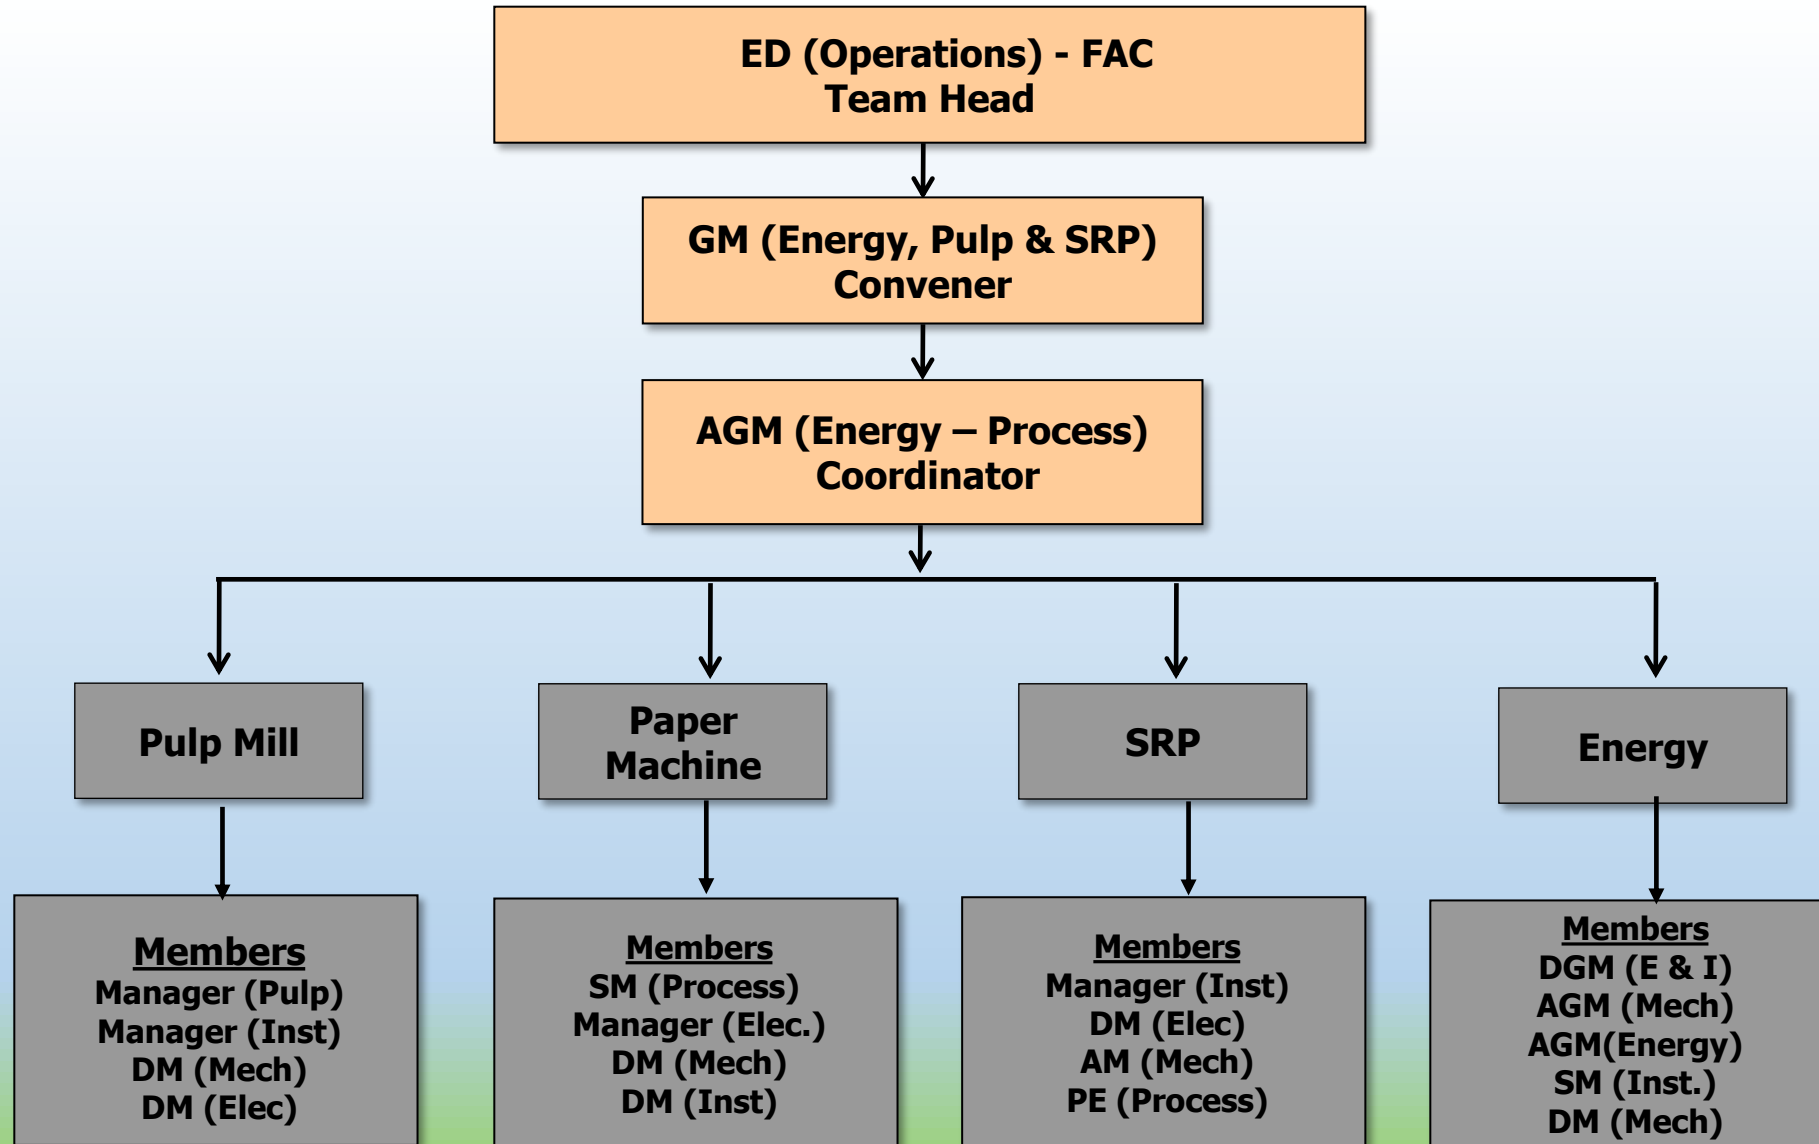 ED (Operations) - FAC
Team Head
GM (Energy, Pulp & SRP)
Convener
AGM (Energy – Process)
Coordinator
Pulp Mill
Paper
Machine
SRP
Energy
Members
Manager (Pulp)
Manager (Inst)
DM (Mech)
DM (Elec)
Members
SM (Process)
Manager (Elec.)
DM (Mech)
DM (Inst)
Members
Manager (Inst)
DM (Elec)
AM (Mech)
PE (Process)
Members
DGM (E & I)
AGM (Mech)
AGM(Energy)
SM (Inst.)
DM (Mech)